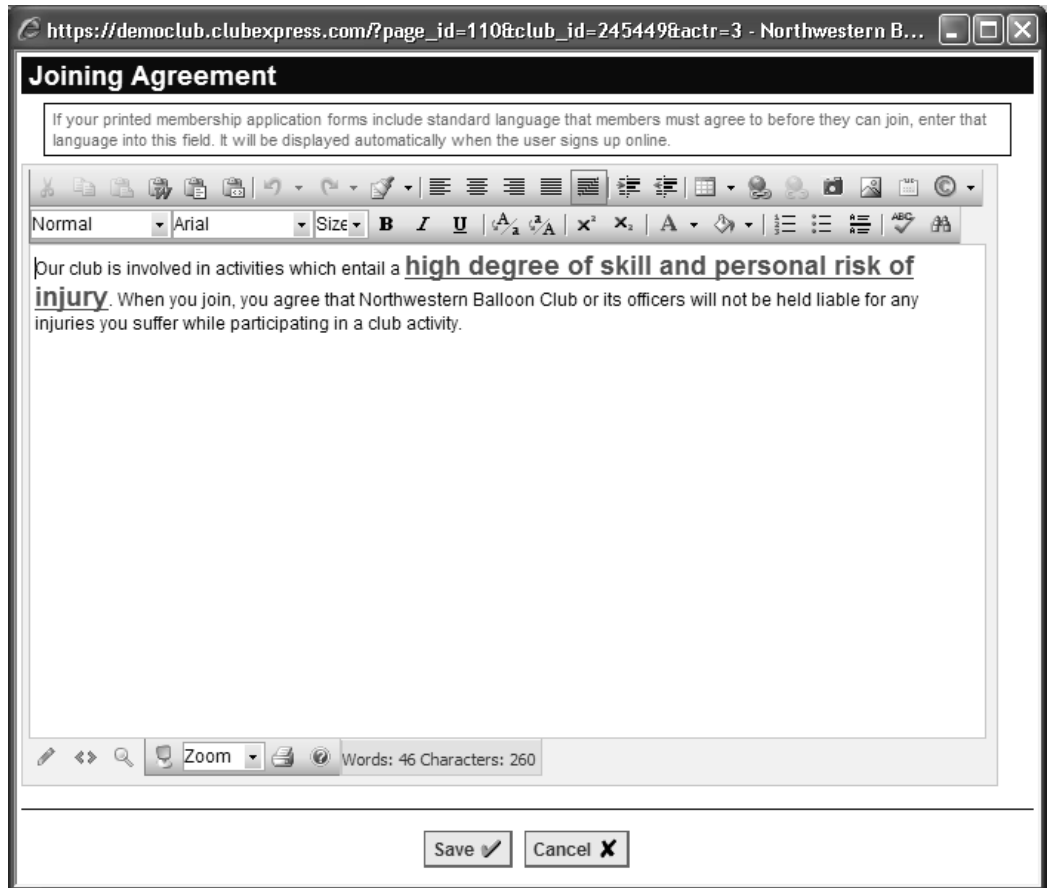 https://democlub.clubexpress.com/?page_id=110&club_id=245449&actr=3 - Northwestern B...
Joining Agreement
If your printed membership application forms include standard language that members must agree to before they can join, enter that
language into this field. It will be displayed automatically when the user signs up online.
Normal Arial Size B I U A a a A x² x₂ A ABC
Our club is involved in activities which entail a high degree of skill and personal risk of
injury. When you join, you agree that Northwestern Balloon Club or its officers will not be held liable for any
injuries you suffer while participating in a club activity.
Zoom Words: 46 Characters: 260
Save Cancel